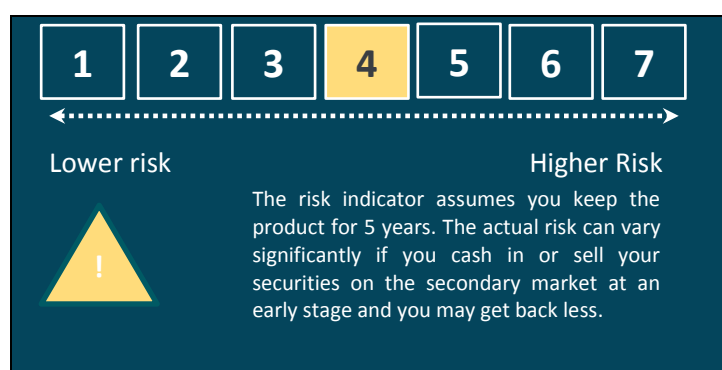 1 2 3 4 5 6 7
Lower risk Higher Risk
The risk indicator assumes you keep the
product for 5 years. The actual risk can vary
significantly if you cash in or sell your
securities on the secondary market at an
early stage and you may get back less.
!